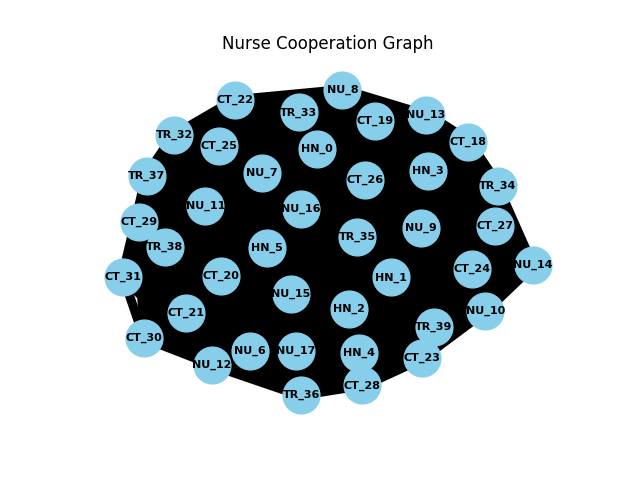 Nurse Cooperation Graph
NU_8
CT_22
TR_33
NU_13
CT_19
TR_32
CT_18
CT_25
HN_0
HN_3
NU_7
TR_37
CT_26
TR_34
NU_11
NU_16
CT_29
CT_27
NU_9
TR_35
TR_38
HN_5
NU_14
CT_24
CT_31
CT_20
HN_1
NU_15
HN_2
NU_10
CT_21
TR_39
CT_30
NU_6
NU_17
HN_4
CT_23
NU_12
CT_28
TR_36